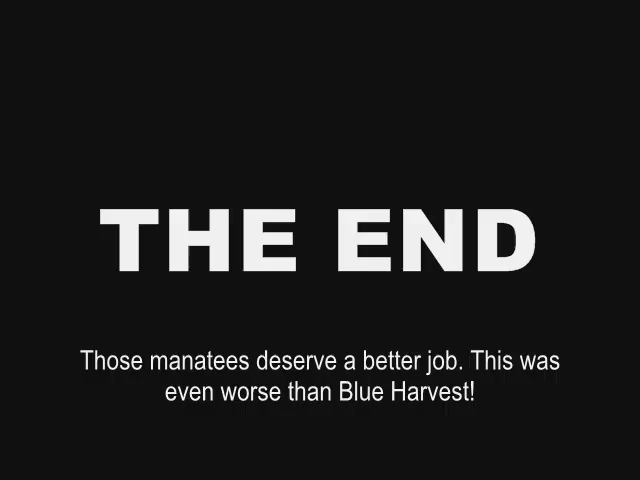 THE END
Those manatees deserve a better job. This was
even worse than Blue Harvest!